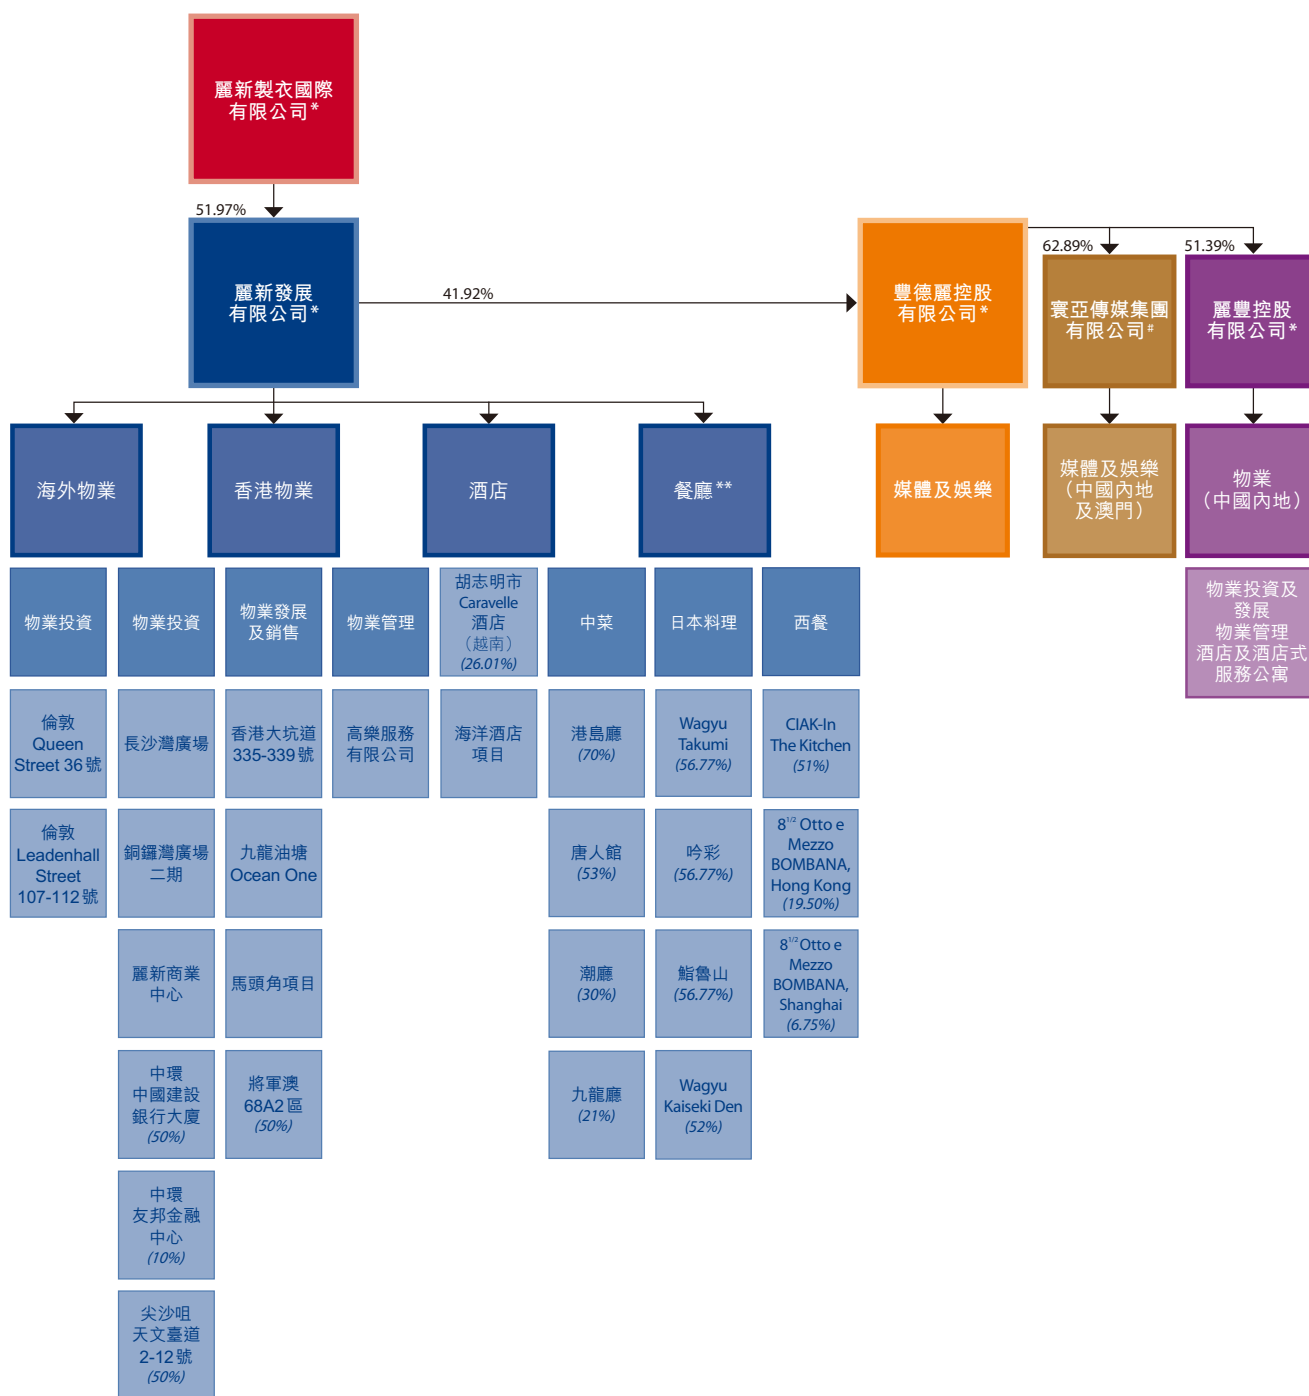 麗新製衣國際
有限公司*
51.97%
麗新發展
有限公司*
41.92%
豐德麗控股
有限公司*
62.89%
寰亞傳媒集團
有限公司#
51.39%
麗豐控股
有限公司*
海外物業
香港物業
酒店
餐廳**
媒體及娛樂
媒體及娛樂
（中國內地
及澳門）
物業
（中國內地）
物業投資
物業投資
物業發展
及銷售
物業管理
胡志明市
Caravelle
酒店
（越南）
(26.01%)
中菜
日本料理
西餐
物業投資及
發展
物業管理
酒店及酒店式
服務公寓
倫敦
Queen
Street 36號
長沙灣廣場
香港大坑道
335-339號
高樂服務
有限公司
海洋酒店
項目
港島廳
(70%)
Wagyu
Takumi
(56.77%)
CIAK-In
The Kitchen
(51%)
倫敦
Leadenhall
Street
107-112號
銅鑼灣廣場
二期
九龍油塘
Ocean One
唐人館
(53%)
吟彩
(56.77%)
8 1/2 Otto e
Mezzo
BOMBANA,
Hong Kong
(19.50%)
麗新商業
中心
馬頭角項目
潮廳
(30%)
鮨魯山
(56.77%)
8 1/2 Otto e
Mezzo
BOMBANA,
Shanghai
(6.75%)
中環
中國建設
銀行大廈
(50%)
將軍澳
68A2區
(50%)
九龍廳
(21%)
Wagyu
Kaiseki Den
(52%)
中環
友邦金融
中心
(10%)
尖沙咀
天文臺道
2-12號
(50%)